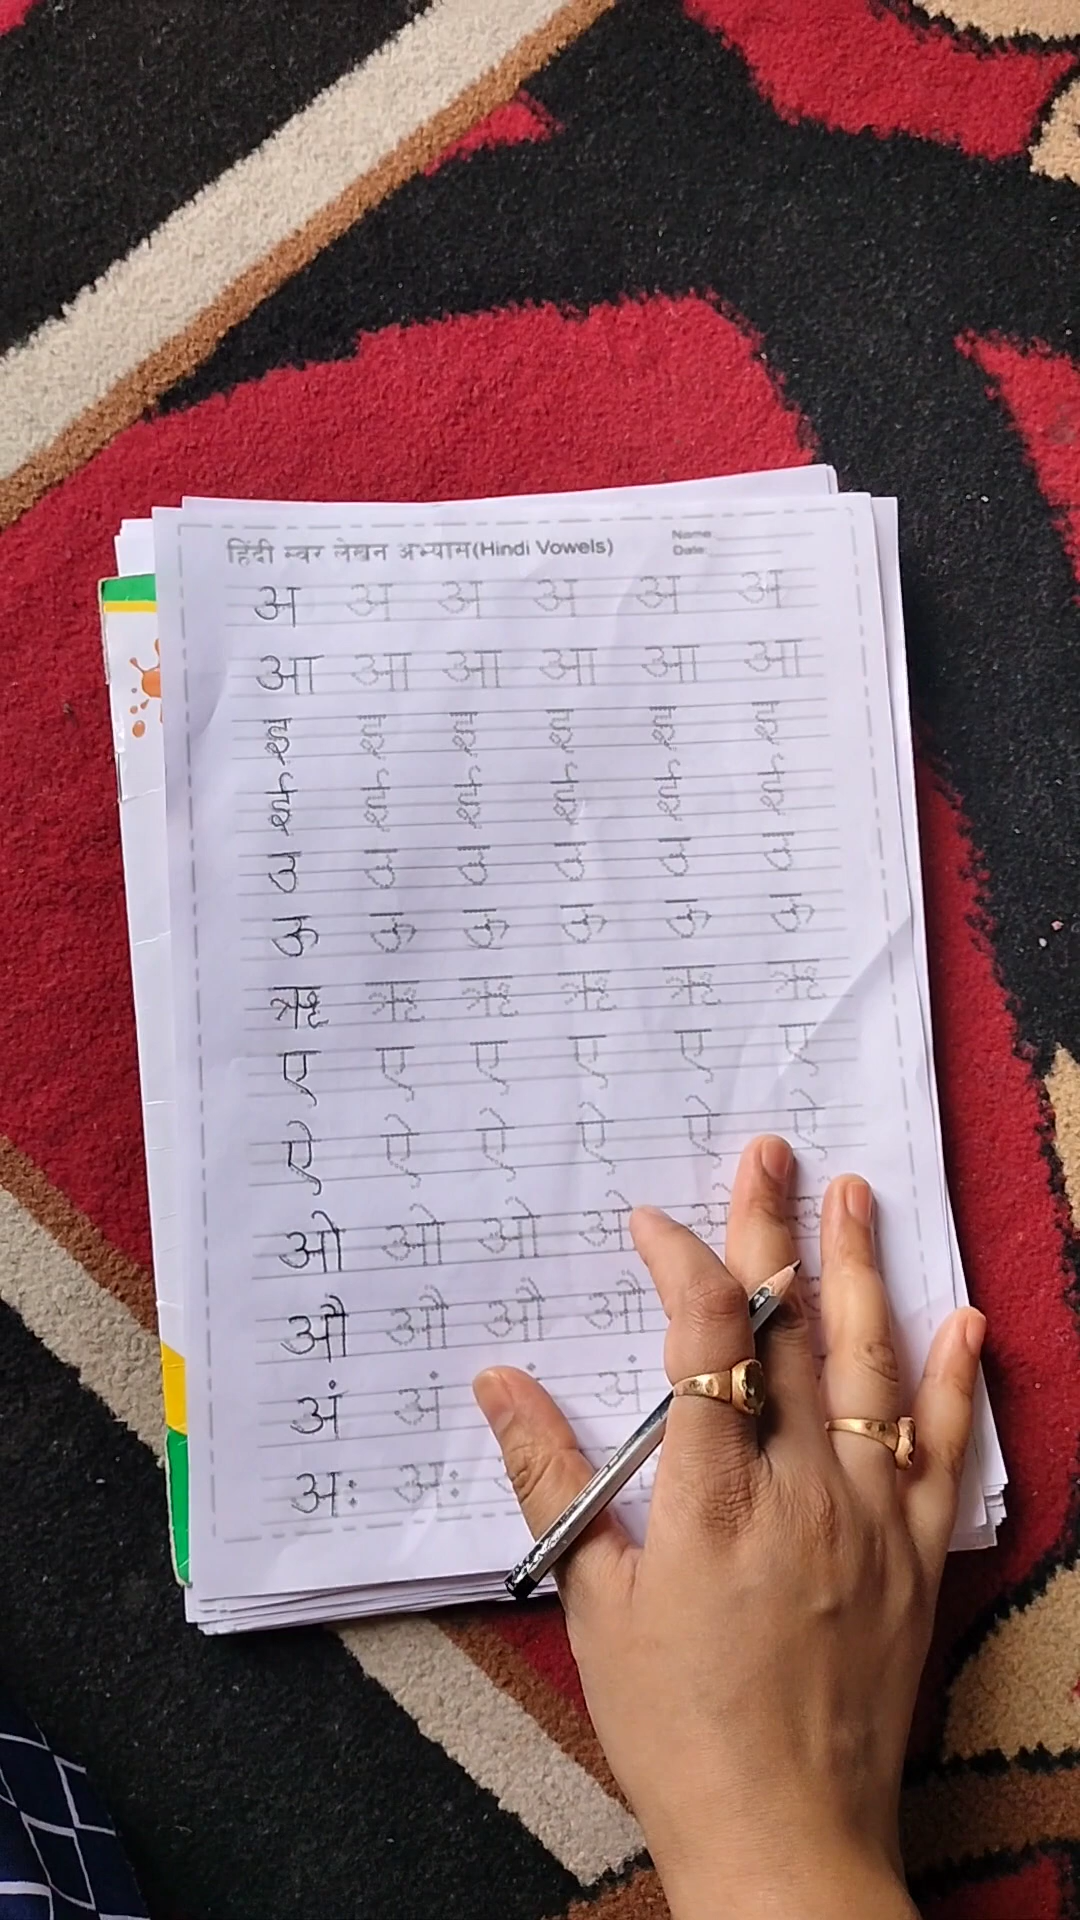 हिंदी स्वर लेखन अभ्यास(Hindi Vowels)
Name
Date
अ अ अ अ अ अ
आ आ आ आ आ आ
इ इ इ इ इ इ
ई ई ई ई ई ई
उ उ उ उ उ उ
ऊ ऊ ऊ ऊ ऊ ऊ
ऋ ऋ ऋ ऋ ऋ ऋ
ए ए ए ए ए ए
ऐ ऐ ऐ ऐ ऐ ऐ
ओ ओ ओ ओ
औ औ औ औ
अं अं अं
अः अः